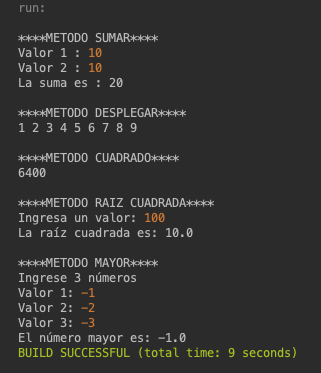 run:
****METODO SUMAR****
Valor 1 : 10
Valor 2 : 10
La suma es : 20
****METODO DESPLEGAR****
1 2 3 4 5 6 7 8 9
****METODO CUADRADO****
6400
****METODO RAIZ CUADRADA****
Ingresa un valor: 100
La raíz cuadrada es: 10.0
****METODO MAYOR****
Ingrese 3 números
Valor 1: -1
Valor 2: -2
Valor 3: -3
El número mayor es: -1.0
BUILD SUCCESSFUL (total time: 9 seconds)